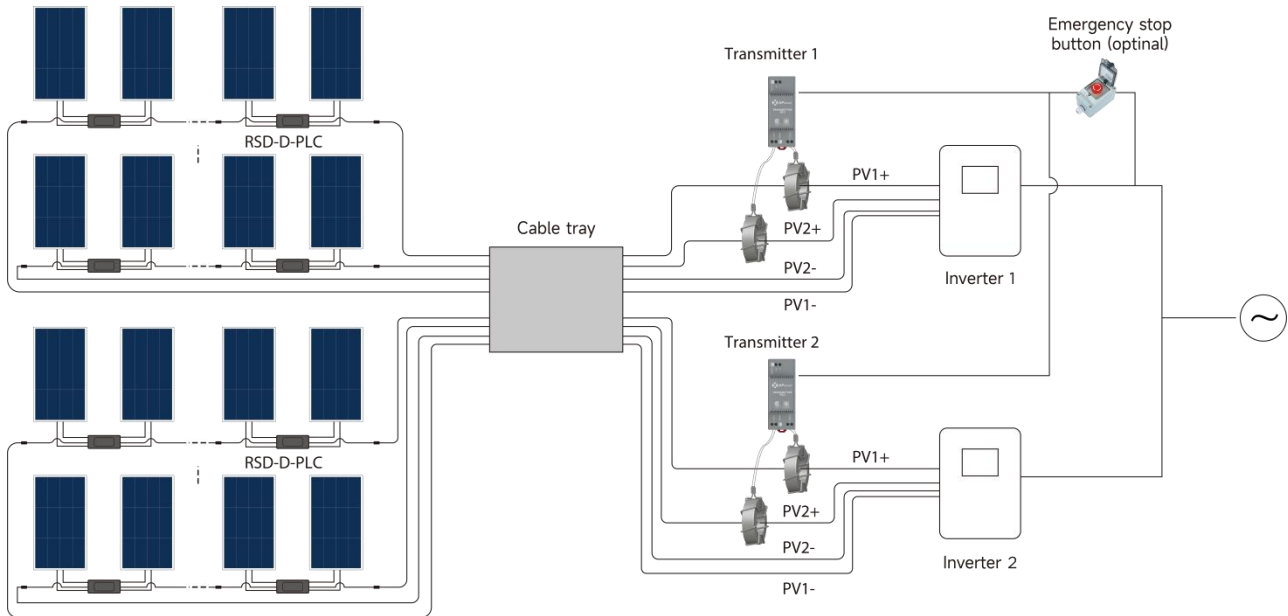 Emergency stop
button (optinal)
Transmitter 1
RSD-D-PLC
PV1+
Cable tray
PV2+
PV2-
Inverter 1
PV1-
Transmitter 2
RSD-D-PLC
PV1+
PV2+
PV2-
Inverter 2
PV1-